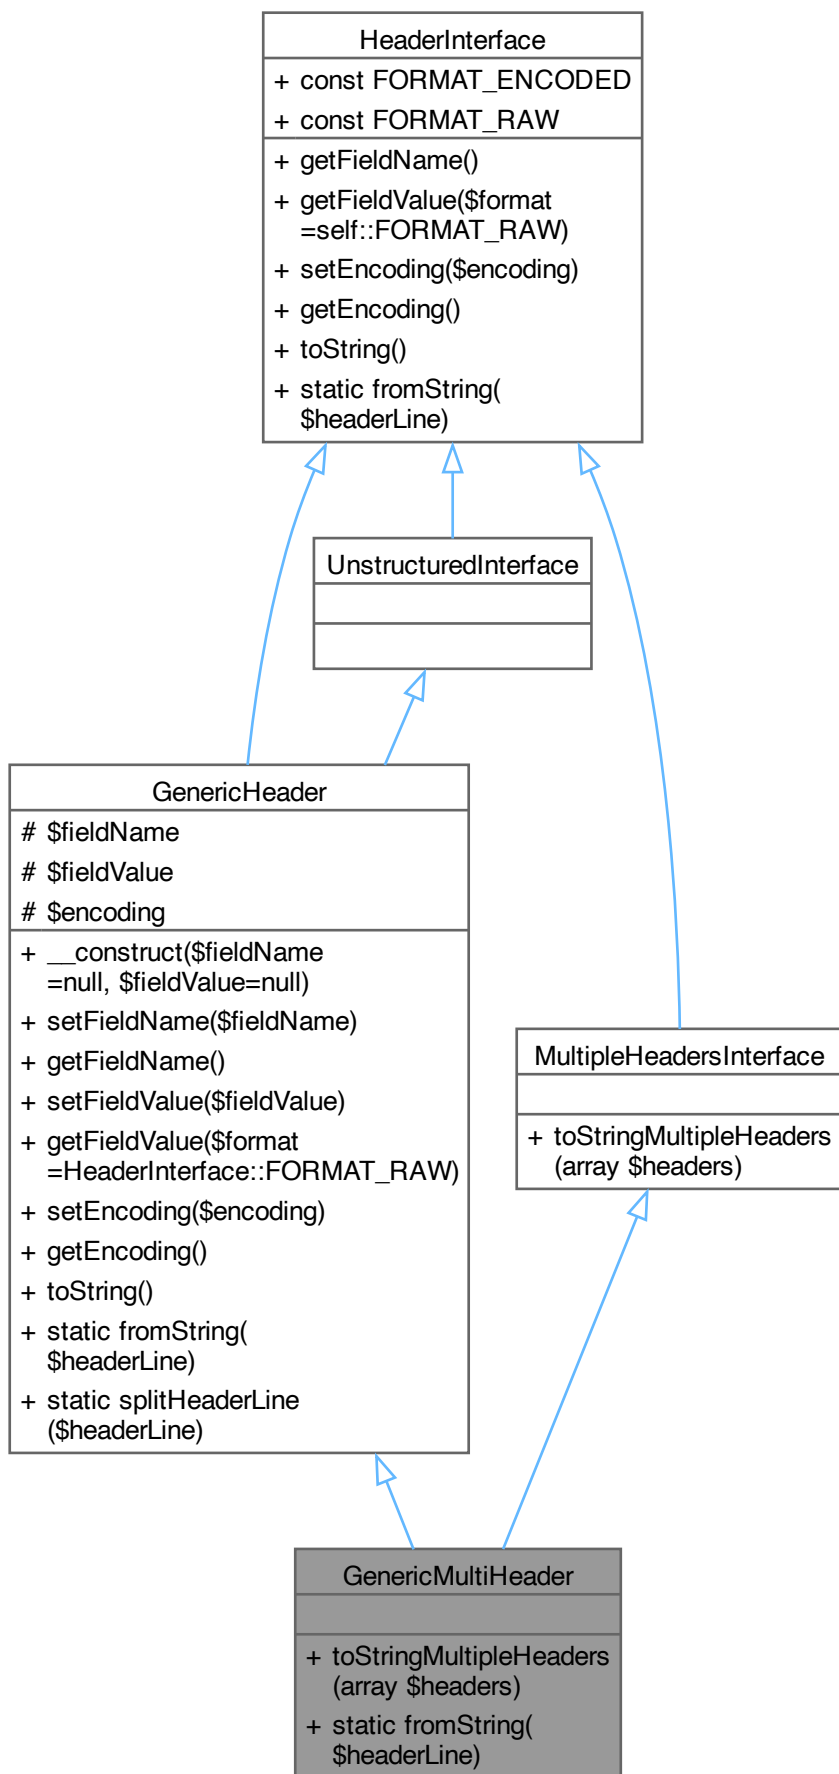 HeaderInterface
+ const FORMAT_ENCODED
+ const FORMAT_RAW
+ getFieldName()
+ getFieldValue($format
=self::FORMAT_RAW)
+ setEncoding($encoding)
+ getEncoding()
+ toString()
+ static fromString(
$headerLine)
UnstructuredInterface
GenericHeader
# $fieldName
# $fieldValue
# $encoding
+ __construct($fieldName
=null, $fieldValue=null)
+ setFieldName($fieldName)
+ getFieldName()
+ setFieldValue($fieldValue)
+ getFieldValue($format
=HeaderInterface::FORMAT_RAW)
+ setEncoding($encoding)
+ getEncoding()
+ toString()
+ static fromString(
$headerLine)
+ static splitHeaderLine
($headerLine)
MultipleHeadersInterface
+ toStringMultipleHeaders
(array $headers)
GenericMultiHeader
+ toStringMultipleHeaders
(array $headers)
+ static fromString(
$headerLine)